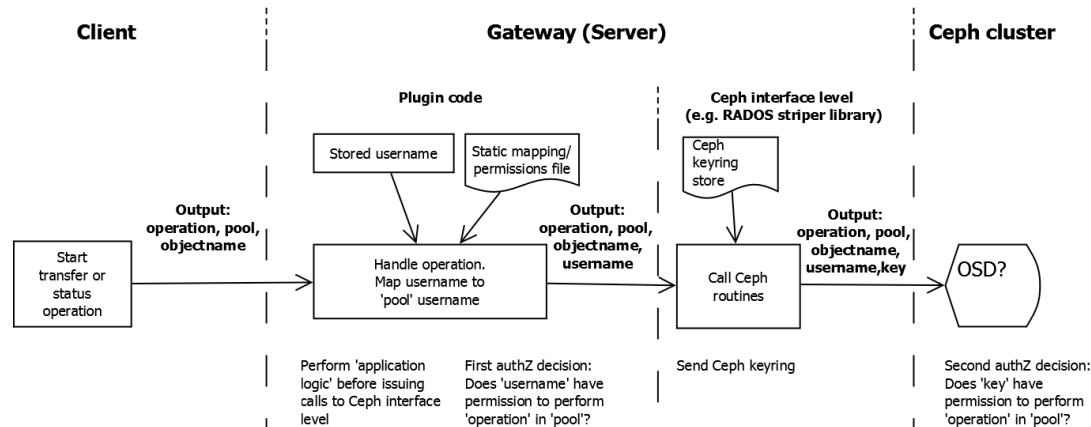 Client
Gateway (Server)
Ceph cluster
Plugin code
Ceph interface level
(e.g. RADOS striper library)
Stored username
Static mapping/
permissions file
Ceph
keyring
store
Output:
operation, pool,
objectname
Output:
operation, pool,
objectname,
username
Output:
operation, pool,
objectname,
username,key
Start
transfer or
status
operation
Handle operation.
Map username to
'pool' username
Call Ceph
routines
OSD?
Perform 'application
logic' before issuing
calls to Ceph interface
level
First authZ decision:
Does 'username' have
permission to perform
'operation' in 'pool'?
Send Ceph keyring
Second authZ decision:
Does 'key' have
permission to perform
'operation' in 'pool'?